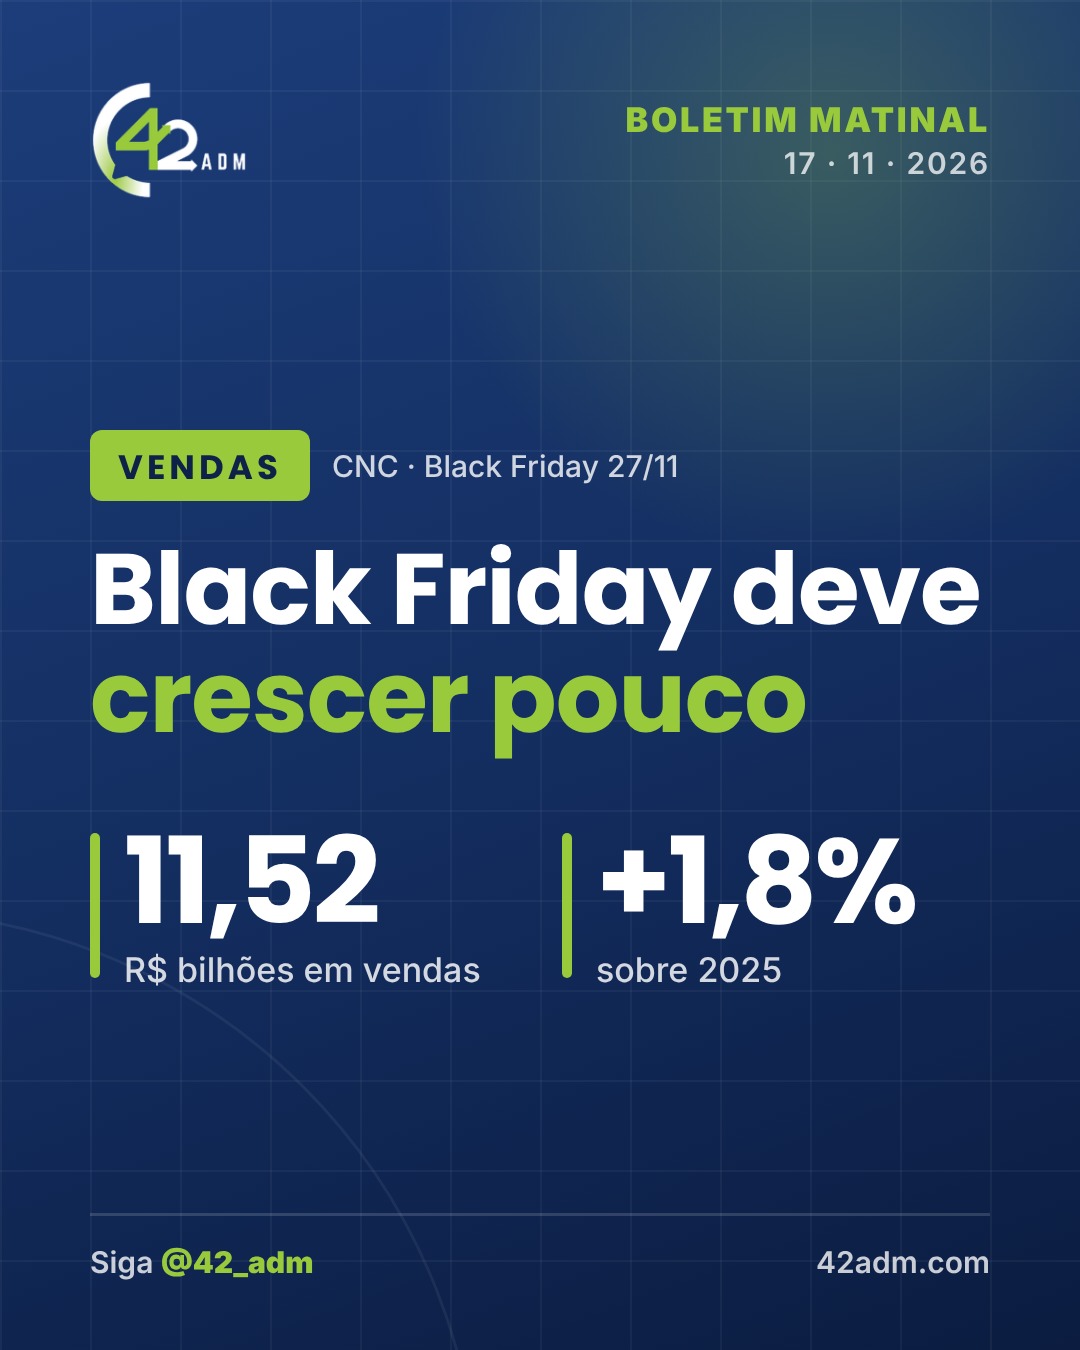 42 ADM
BOLETIM MATINAL
17 · 11 · 2026
VENDAS
CNC · Black Friday 27/11
Black Friday deve
crescer pouco
11,52
R$ bilhões em vendas
+1,8%
sobre 2025
Siga @42_adm
42adm.com